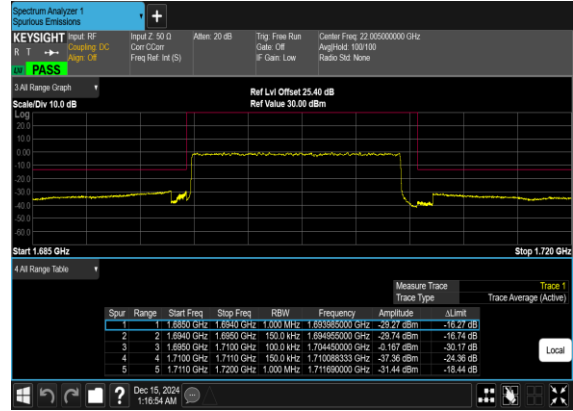 Spectrum Analyzer 1
Spurious Emissions
KEYSIGHT Input: RF Input Z: 50 Ω Atten: 20 dB Trig: Free Run Center Freq: 22.005000000 GHz
R T Coupling: DC Corr CCorr Gate: Off Avg|Hold: 100/100
Align: Off Freq Ref: Int (S) IF Gain: Low Radio Std: None
LM PASS
3 All Range Graph
Ref Lvl Offset 25.40 dB
Scale/Div 10.0 dB Ref Value 30.00 dBm
Log
20.0
10.0
0.00
-10.0
-20.0
-30.0
-40.0
-50.0
-60.0
Start 1.685 GHz Stop 1.720 GHz
4 All Range Table
Measure Trace Trace 1
Trace Type Trace Average (Active)
Spur Range Start Freq Stop Freq RBW Frequency Amplitude ΔLimit
1 1 1.6850 GHz 1.6940 GHz 1.000 MHz 1.693985000 GHz -29.27 dBm -16.27 dB
2 2 1.6940 GHz 1.6950 GHz 150.0 kHz 1.694955000 GHz -29.74 dBm -16.74 dB
3 3 1.6950 GHz 1.7100 GHz 100.0 kHz 1.704450000 GHz -0.167 dBm -30.17 dB
4 4 1.7100 GHz 1.7110 GHz 150.0 kHz 1.710088333 GHz -37.36 dBm -24.36 dB
5 5 1.7110 GHz 1.7200 GHz 1.000 MHz 1.711690000 GHz -31.44 dBm -18.44 dB
Local
Dec 15, 2024
1:16:54 AM